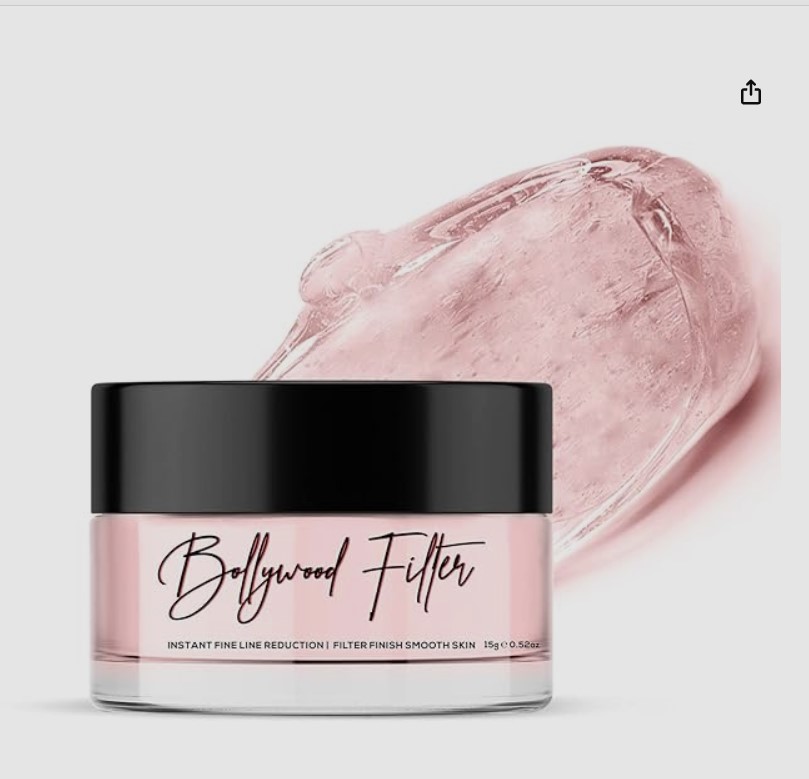 Bollywood Filter
INSTANT FINE LINE REDUCTION | FILTER FINISH SMOOTH SKIN 15g ℮ 0.52oz